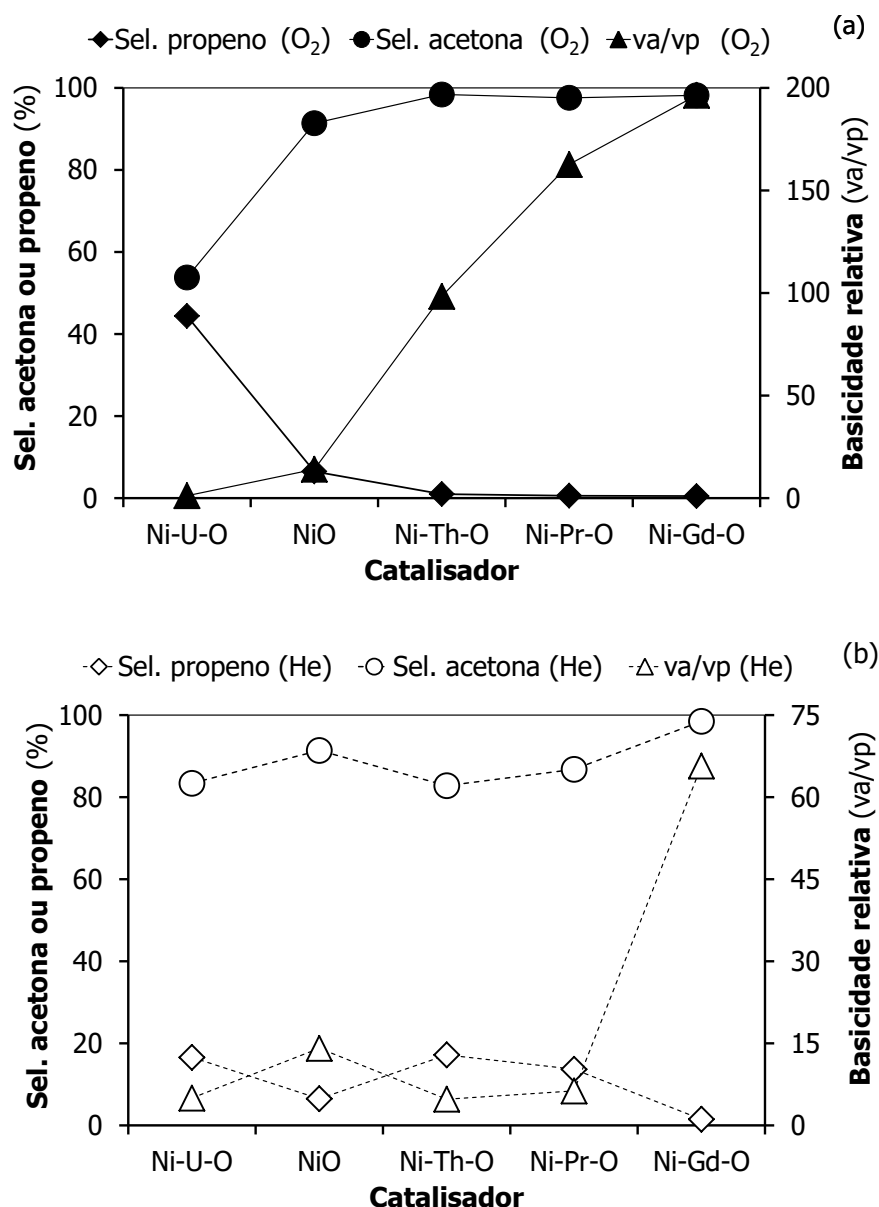 (a)
Sel. propeno (O₂) Sel. acetona (O₂) va/vp (O₂)
Sel. acetona ou propeno (%)
100
80
60
40
20
0
200
150
100
50
0
Basicidade relativa (va/vp)
Ni-U-O NiO Ni-Th-O Ni-Pr-O Ni-Gd-O
Catalisador
(b)
Sel. propeno (He) Sel. acetona (He) va/vp (He)
Sel. acetona ou propeno (%)
100
80
60
40
20
0
75
60
45
30
15
0
Basicidade relativa (va/vp)
Ni-U-O NiO Ni-Th-O Ni-Pr-O Ni-Gd-O
Catalisador